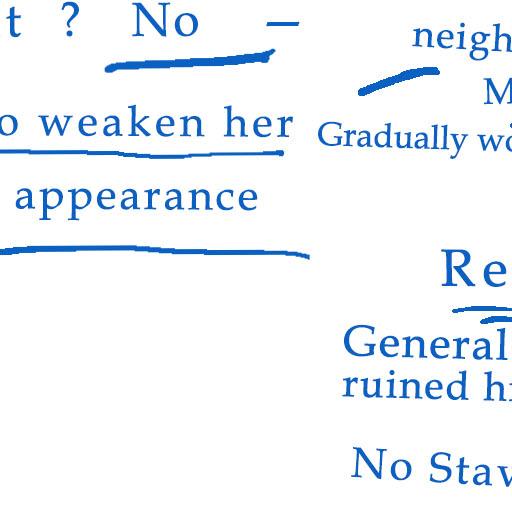 t ? No —
o weaken her
appearance
neigh
M
Gradually wo
Re
General
ruined hi
No Stav